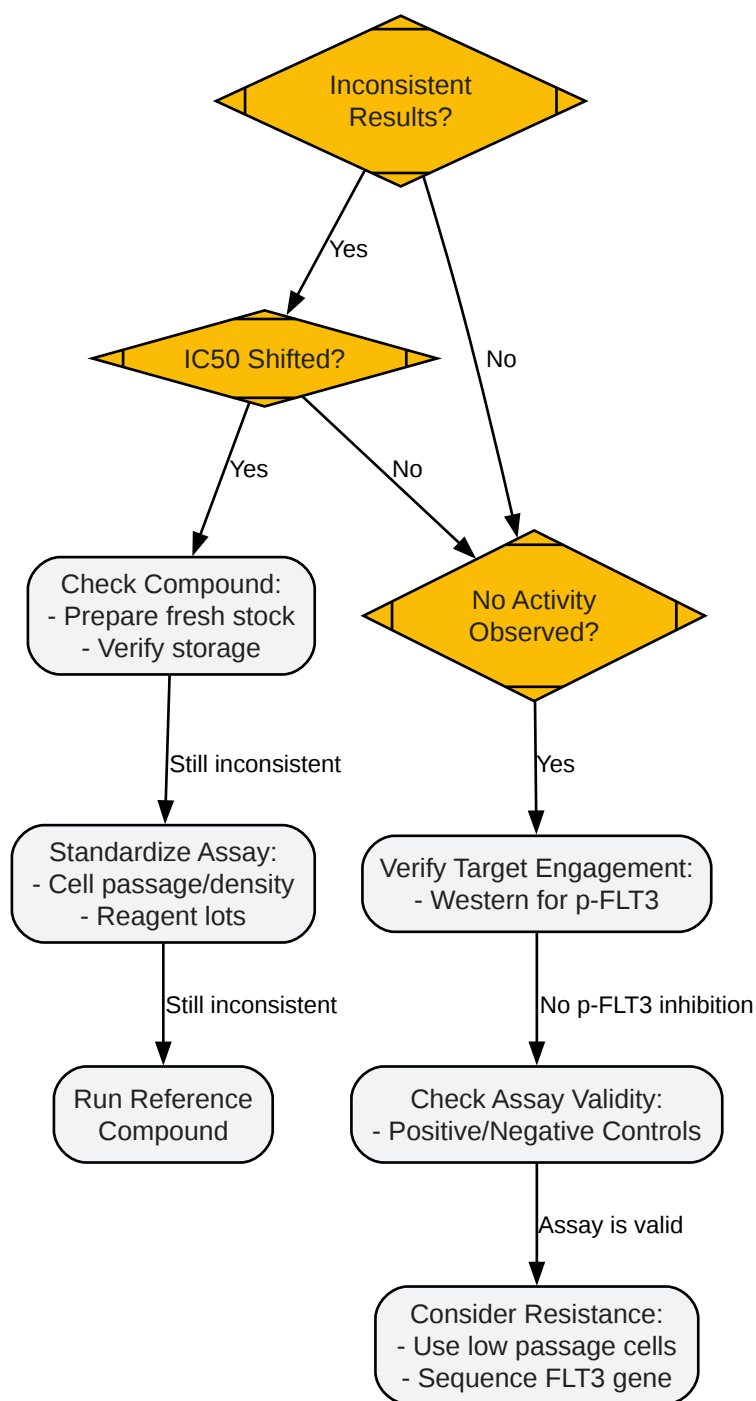 Inconsistent
Results?
Yes
No
IC50 Shifted?
Yes
No
Check Compound:
- Prepare fresh stock
- Verify storage
No Activity
Observed?
Still inconsistent
Yes
Standardize Assay:
- Cell passage/density
- Reagent lots
Verify Target Engagement:
- Western for p-FLT3
Still inconsistent
No p-FLT3 inhibition
Run Reference
Compound
Check Assay Validity:
- Positive/Negative Controls
Assay is valid
Consider Resistance:
- Use low passage cells
- Sequence FLT3 gene